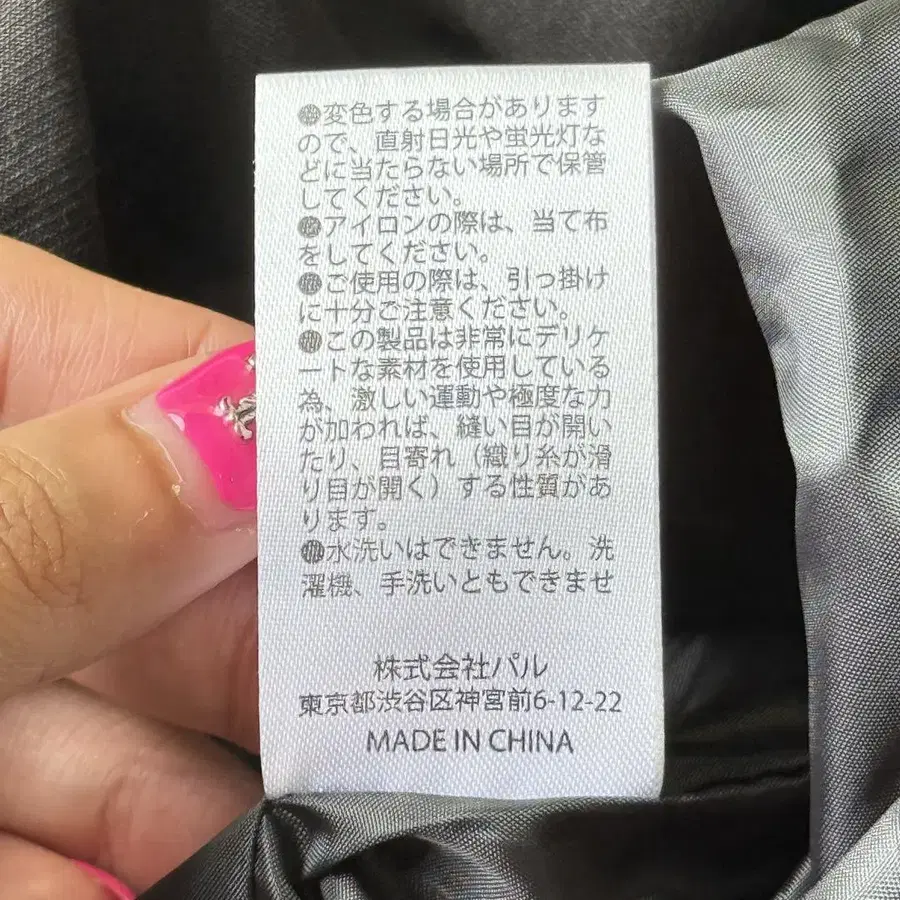 ●変色する場合があります
ので、直射日光や蛍光灯な
どに当たらない場所で保管
してください。
●アイロンの際は、当て布
をしてください。
●ご使用の際は、引っ掛け
に十分ご注意ください。
●この製品は非常にデリケ
ートな素材を使用している
為、激しい運動や極度な力
が加われば、縫い目が開い
たり、目寄れ（織り糸が滑
り目が開く）する性質があ
ります。
●水洗いはできません。洗
濯機、手洗いともできませ
株式会社パル
東京都渋谷区神宮前6-12-22
MADE IN CHINA